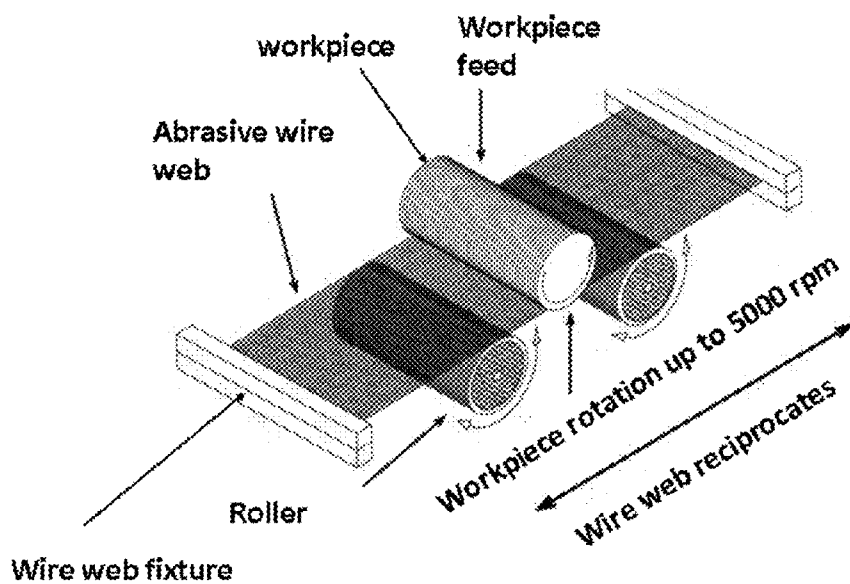 workpiece
Workpiece
feed
Abrasive wire
web
Workpiece rotation up to 5000 rpm
Wire web reciprocates
Roller
Wire web fixture